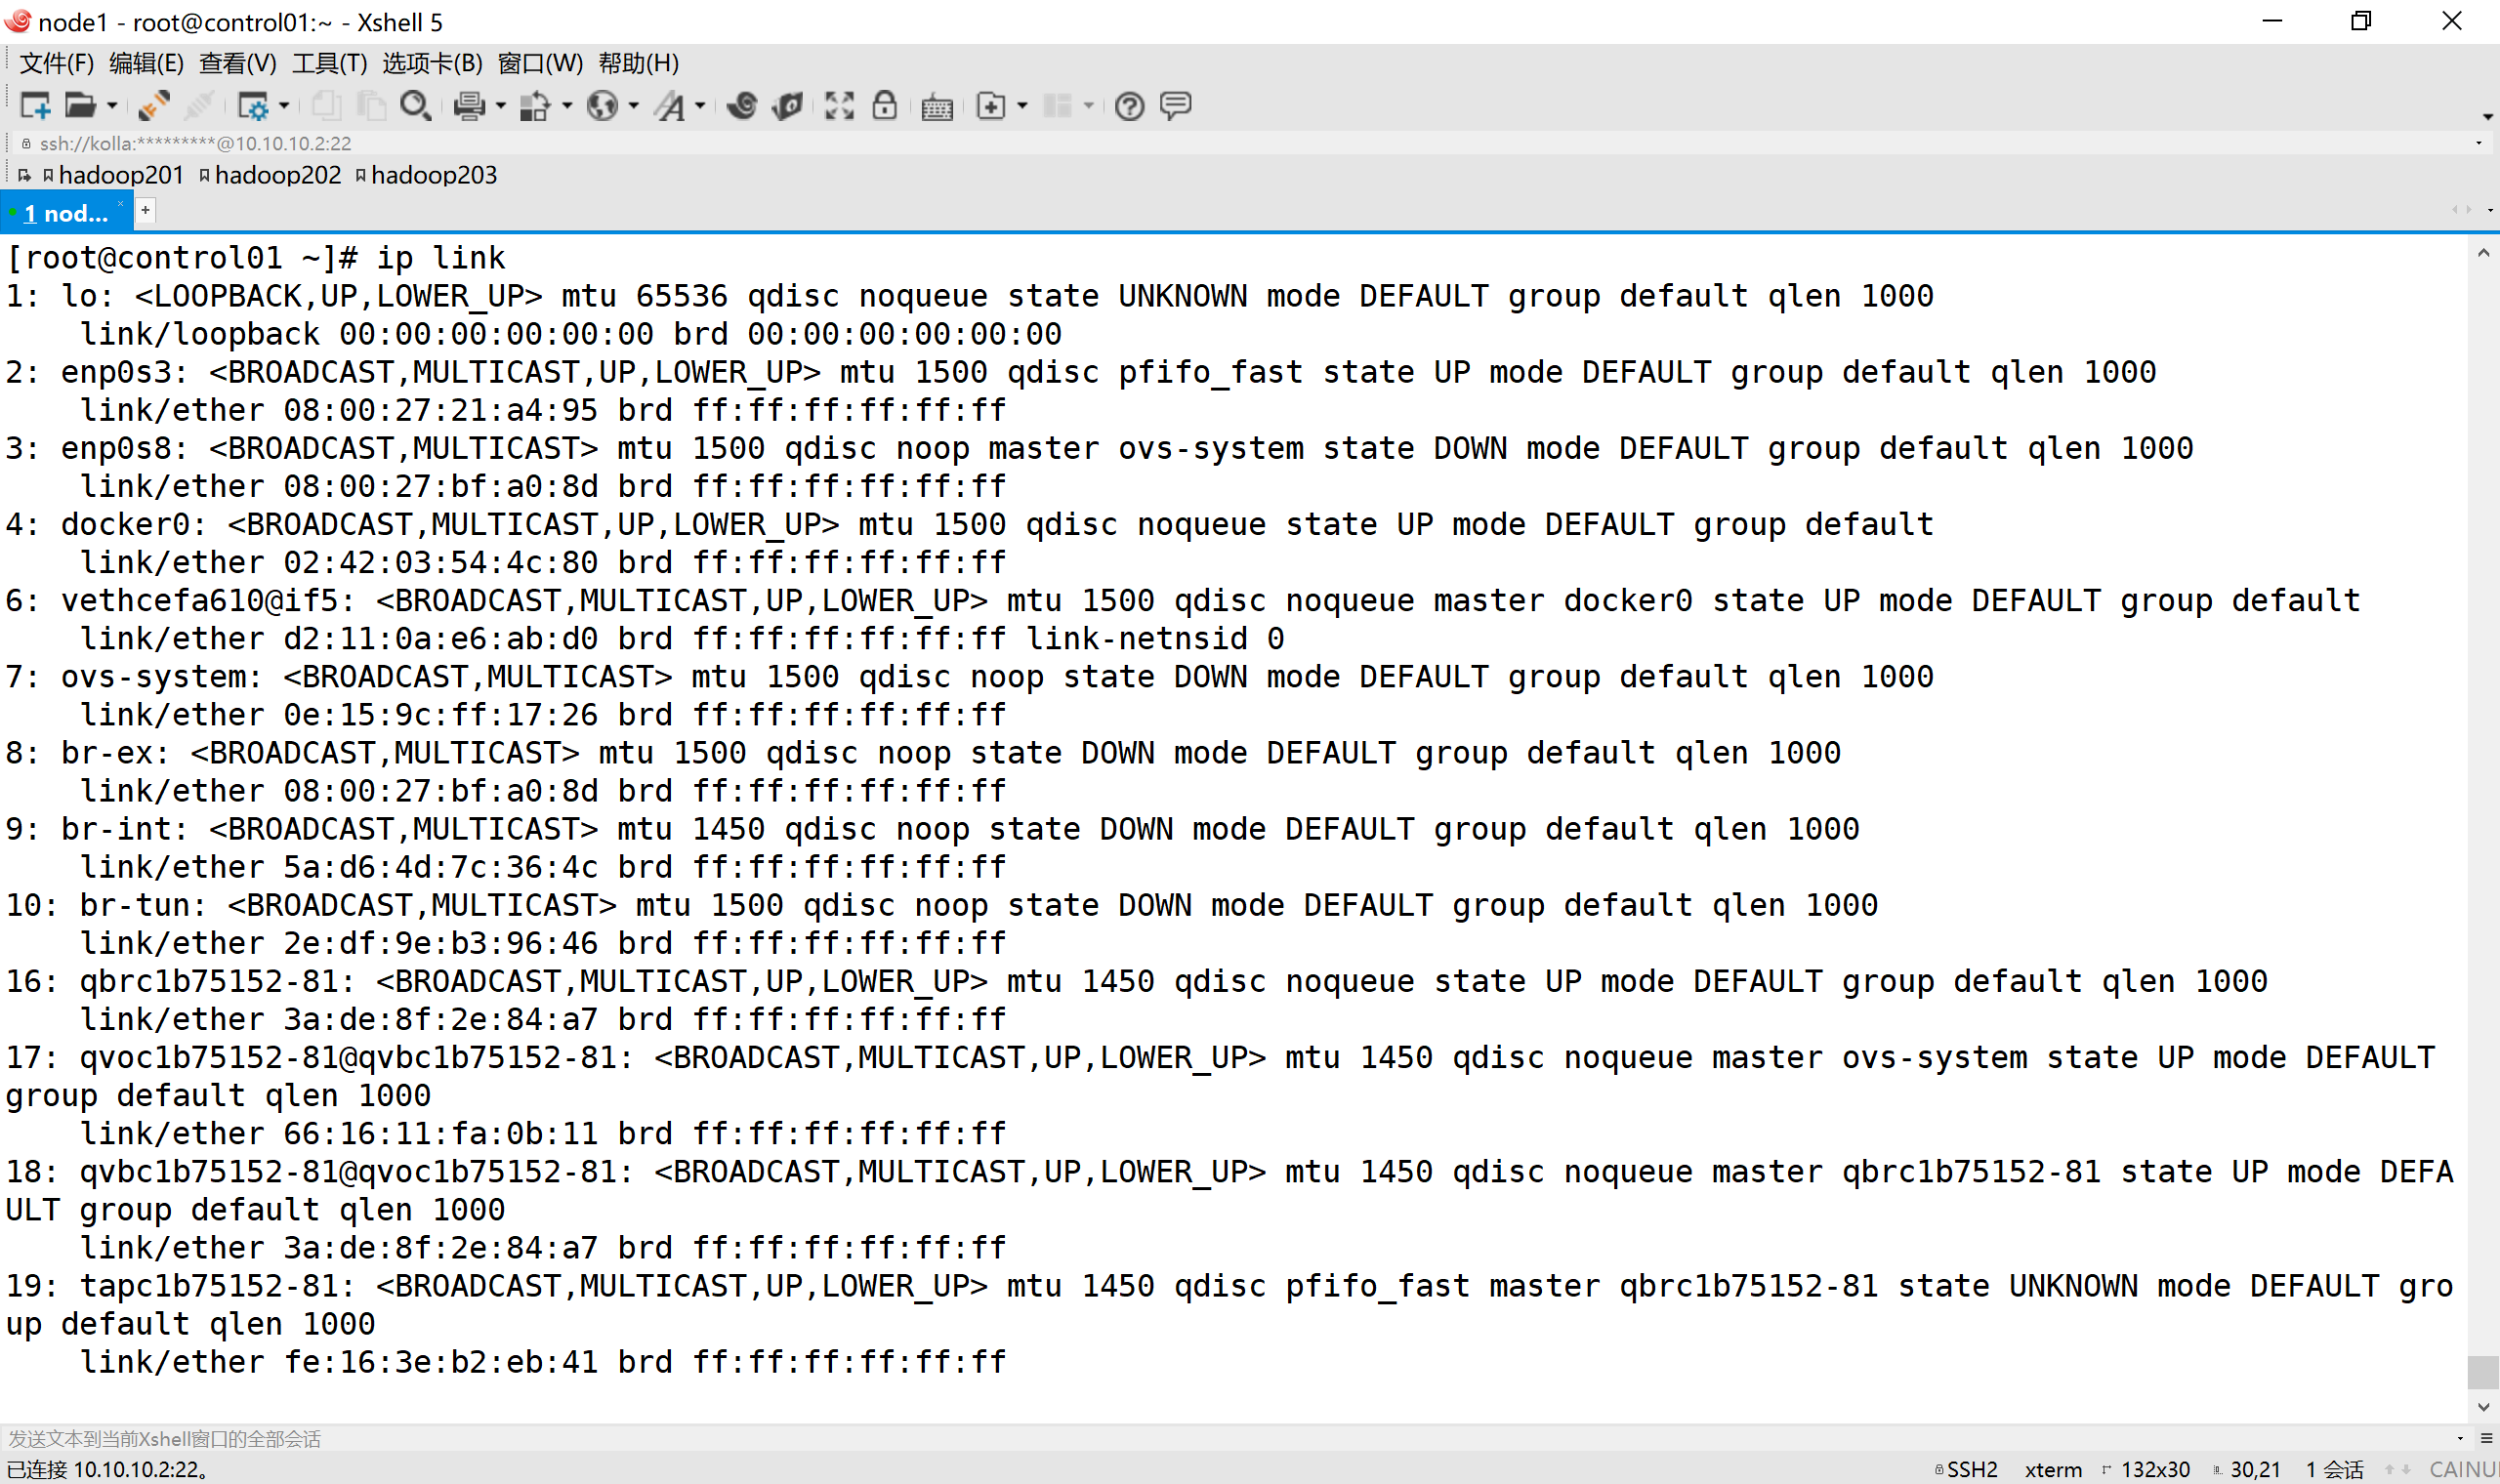 node1 - root@control01:~ - Xshell 5
文件(F) 编辑(E) 查看(V) 工具(T) 选项卡(B) 窗口(W) 帮助(H)
ssh://kolla:*********@10.10.10.2:22
hadoop201 hadoop202 hadoop203
1 nod... × +
[root@control01 ~]# ip link
1: lo: <LOOPBACK,UP,LOWER_UP> mtu 65536 qdisc noqueue state UNKNOWN mode DEFAULT group default qlen 1000
    link/loopback 00:00:00:00:00:00 brd 00:00:00:00:00:00
2: enp0s3: <BROADCAST,MULTICAST,UP,LOWER_UP> mtu 1500 qdisc pfifo_fast state UP mode DEFAULT group default qlen 1000
    link/ether 08:00:27:21:a4:95 brd ff:ff:ff:ff:ff:ff
3: enp0s8: <BROADCAST,MULTICAST> mtu 1500 qdisc noop master ovs-system state DOWN mode DEFAULT group default qlen 1000
    link/ether 08:00:27:bf:a0:8d brd ff:ff:ff:ff:ff:ff
4: docker0: <BROADCAST,MULTICAST,UP,LOWER_UP> mtu 1500 qdisc noqueue state UP mode DEFAULT group default
    link/ether 02:42:03:54:4c:80 brd ff:ff:ff:ff:ff:ff
6: vethcefa610@if5: <BROADCAST,MULTICAST,UP,LOWER_UP> mtu 1500 qdisc noqueue master docker0 state UP mode DEFAULT group default
    link/ether d2:11:0a:e6:ab:d0 brd ff:ff:ff:ff:ff:ff link-netnsid 0
7: ovs-system: <BROADCAST,MULTICAST> mtu 1500 qdisc noop state DOWN mode DEFAULT group default qlen 1000
    link/ether 0e:15:9c:ff:17:26 brd ff:ff:ff:ff:ff:ff
8: br-ex: <BROADCAST,MULTICAST> mtu 1500 qdisc noop state DOWN mode DEFAULT group default qlen 1000
    link/ether 08:00:27:bf:a0:8d brd ff:ff:ff:ff:ff:ff
9: br-int: <BROADCAST,MULTICAST> mtu 1450 qdisc noop state DOWN mode DEFAULT group default qlen 1000
    link/ether 5a:d6:4d:7c:36:4c brd ff:ff:ff:ff:ff:ff
10: br-tun: <BROADCAST,MULTICAST> mtu 1500 qdisc noop state DOWN mode DEFAULT group default qlen 1000
    link/ether 2e:df:9e:b3:96:46 brd ff:ff:ff:ff:ff:ff
16: qbrc1b75152-81: <BROADCAST,MULTICAST,UP,LOWER_UP> mtu 1450 qdisc noqueue state UP mode DEFAULT group default qlen 1000
    link/ether 3a:de:8f:2e:84:a7 brd ff:ff:ff:ff:ff:ff
17: qvoc1b75152-81@qvbc1b75152-81: <BROADCAST,MULTICAST,UP,LOWER_UP> mtu 1450 qdisc noqueue master ovs-system state UP mode DEFAULT
group default qlen 1000
    link/ether 66:16:11:fa:0b:11 brd ff:ff:ff:ff:ff:ff
18: qvbc1b75152-81@qvoc1b75152-81: <BROADCAST,MULTICAST,UP,LOWER_UP> mtu 1450 qdisc noqueue master qbrc1b75152-81 state UP mode DEFA
ULT group default qlen 1000
    link/ether 3a:de:8f:2e:84:a7 brd ff:ff:ff:ff:ff:ff
19: tapc1b75152-81: <BROADCAST,MULTICAST,UP,LOWER_UP> mtu 1450 qdisc pfifo_fast master qbrc1b75152-81 state UNKNOWN mode DEFAULT gro
up default qlen 1000
    link/ether fe:16:3e:b2:eb:41 brd ff:ff:ff:ff:ff:ff
发送文本到当前Xshell窗口的全部会话
已连接 10.10.10.2:22。 SSH2 xterm 132x30 30,21 1 会话